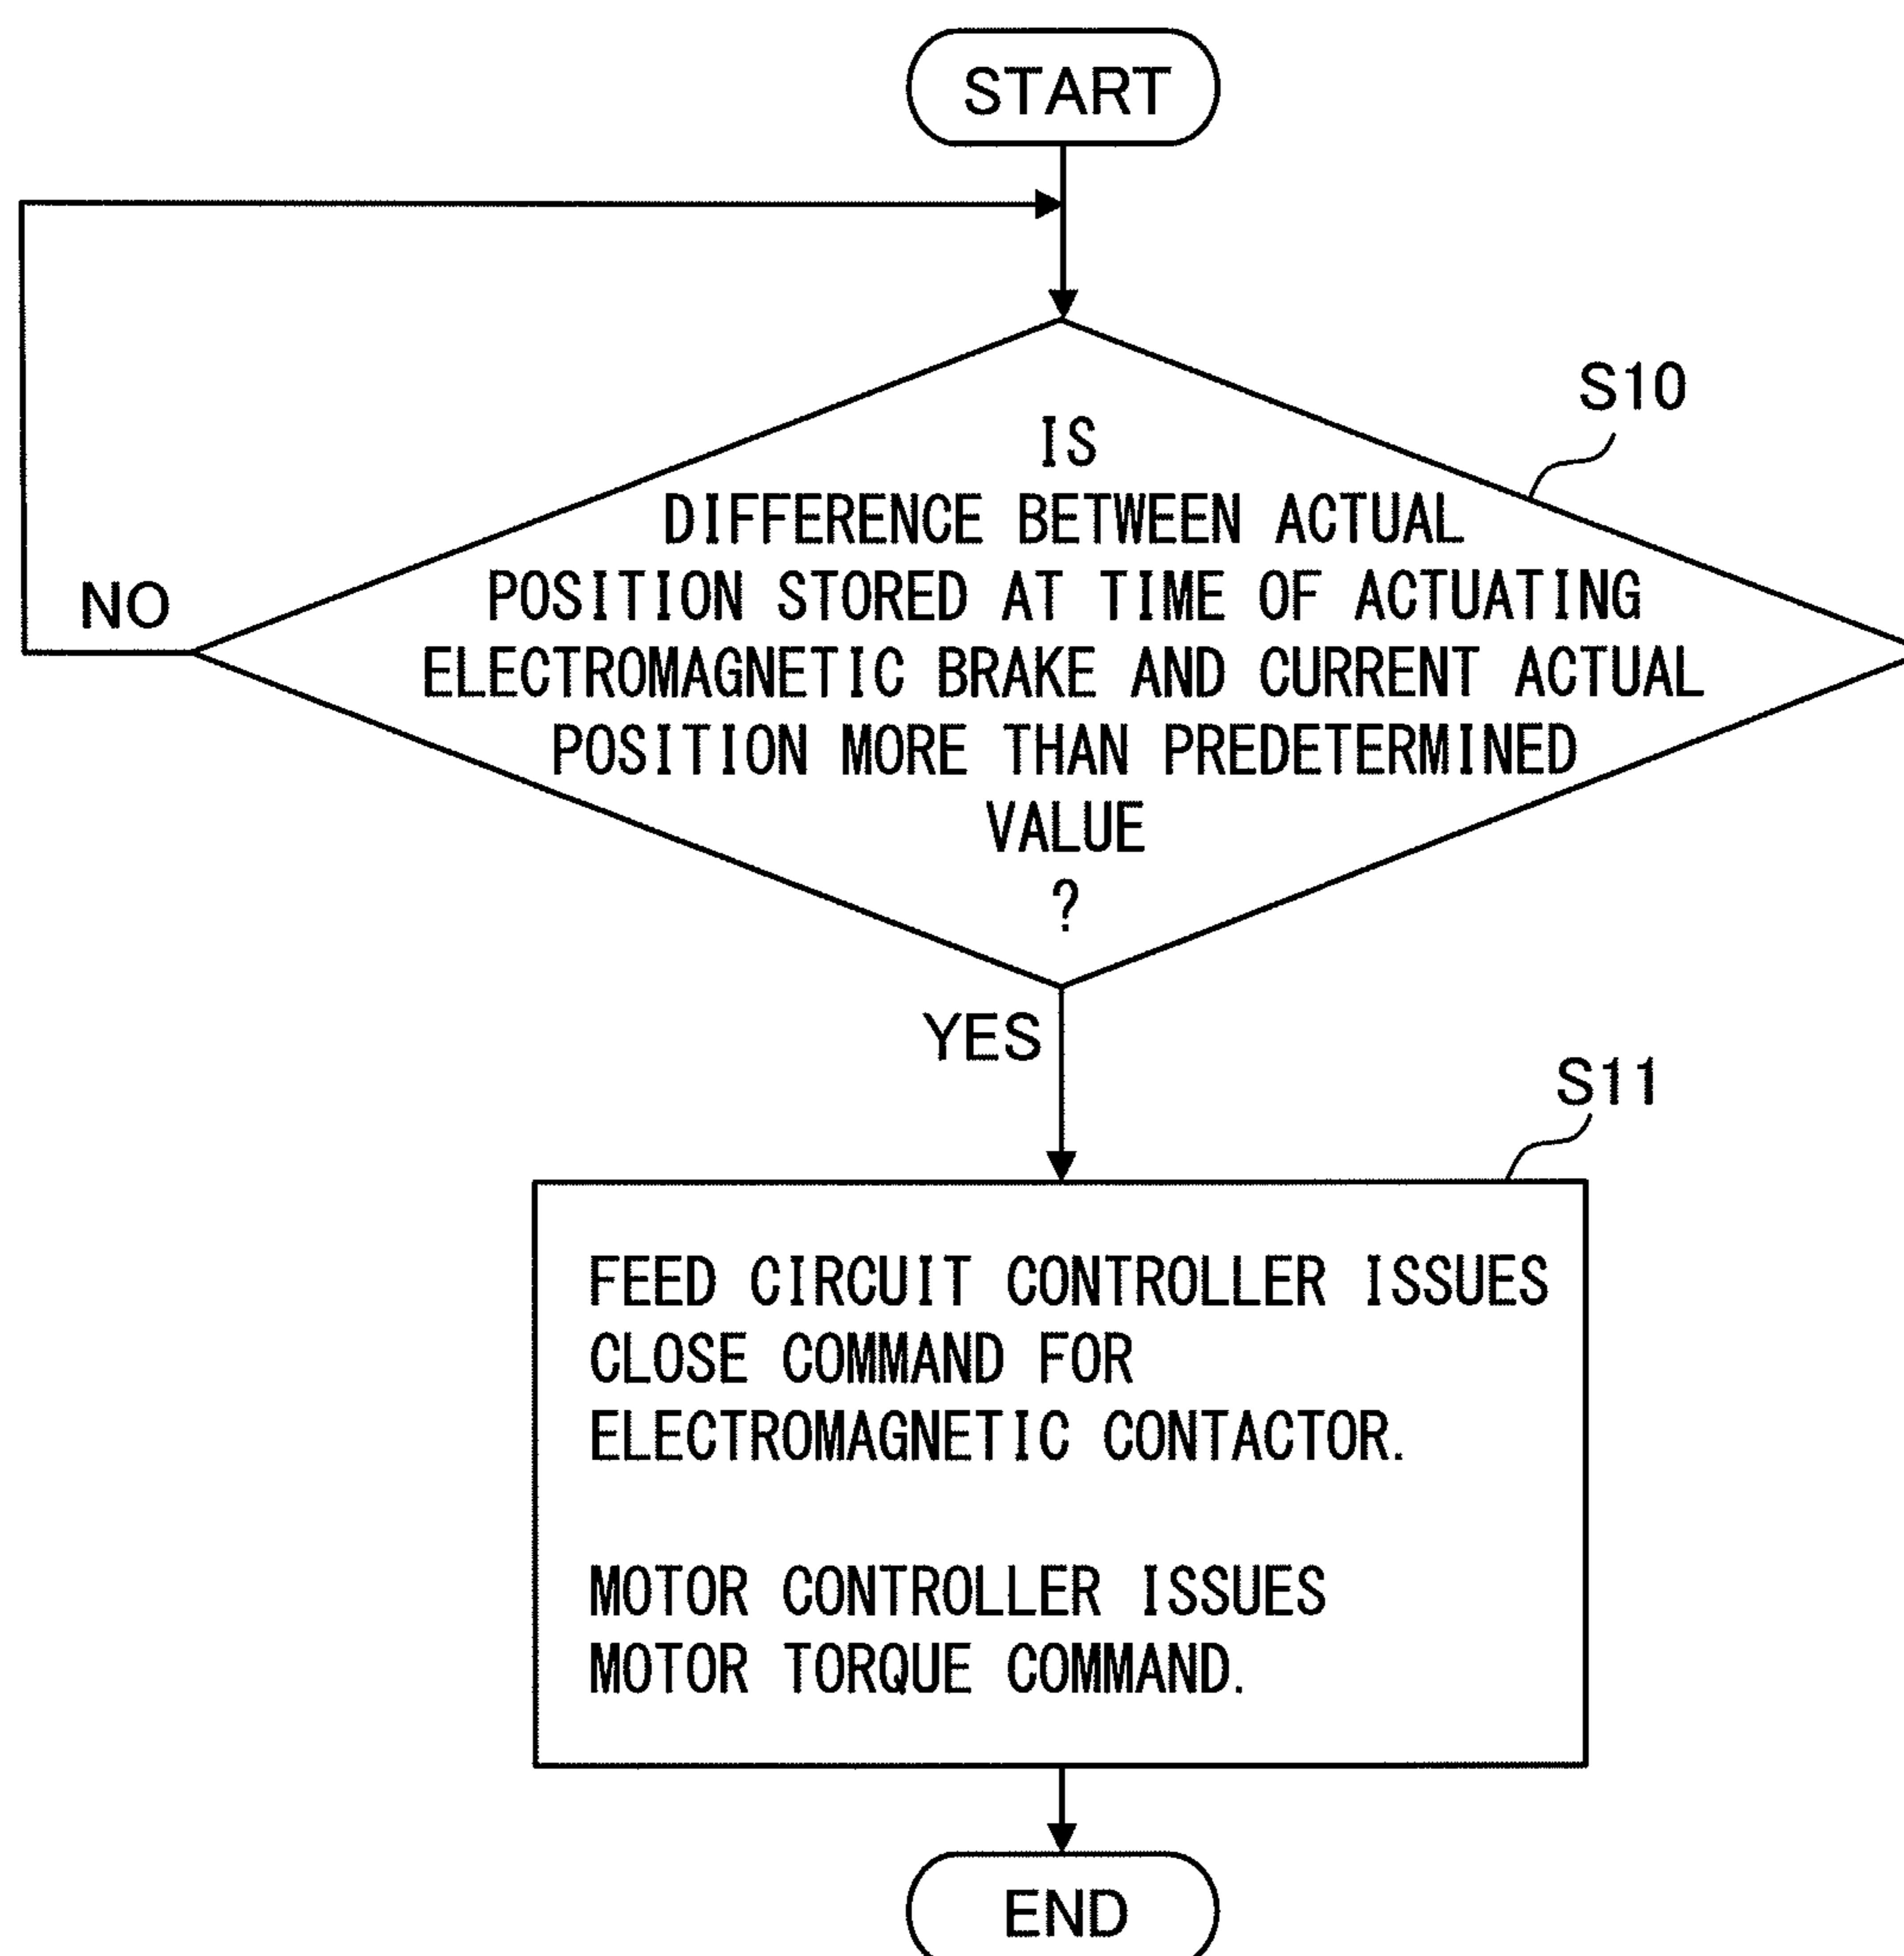 START
S10
IS
DIFFERENCE BETWEEN ACTUAL
POSITION STORED AT TIME OF ACTUATING
ELECTROMAGNETIC BRAKE AND CURRENT ACTUAL
POSITION MORE THAN PREDETERMINED
VALUE
?
NO
YES
S11
FEED CIRCUIT CONTROLLER ISSUES
CLOSE COMMAND FOR
ELECTROMAGNETIC CONTACTOR.
MOTOR CONTROLLER ISSUES
MOTOR TORQUE COMMAND.
END